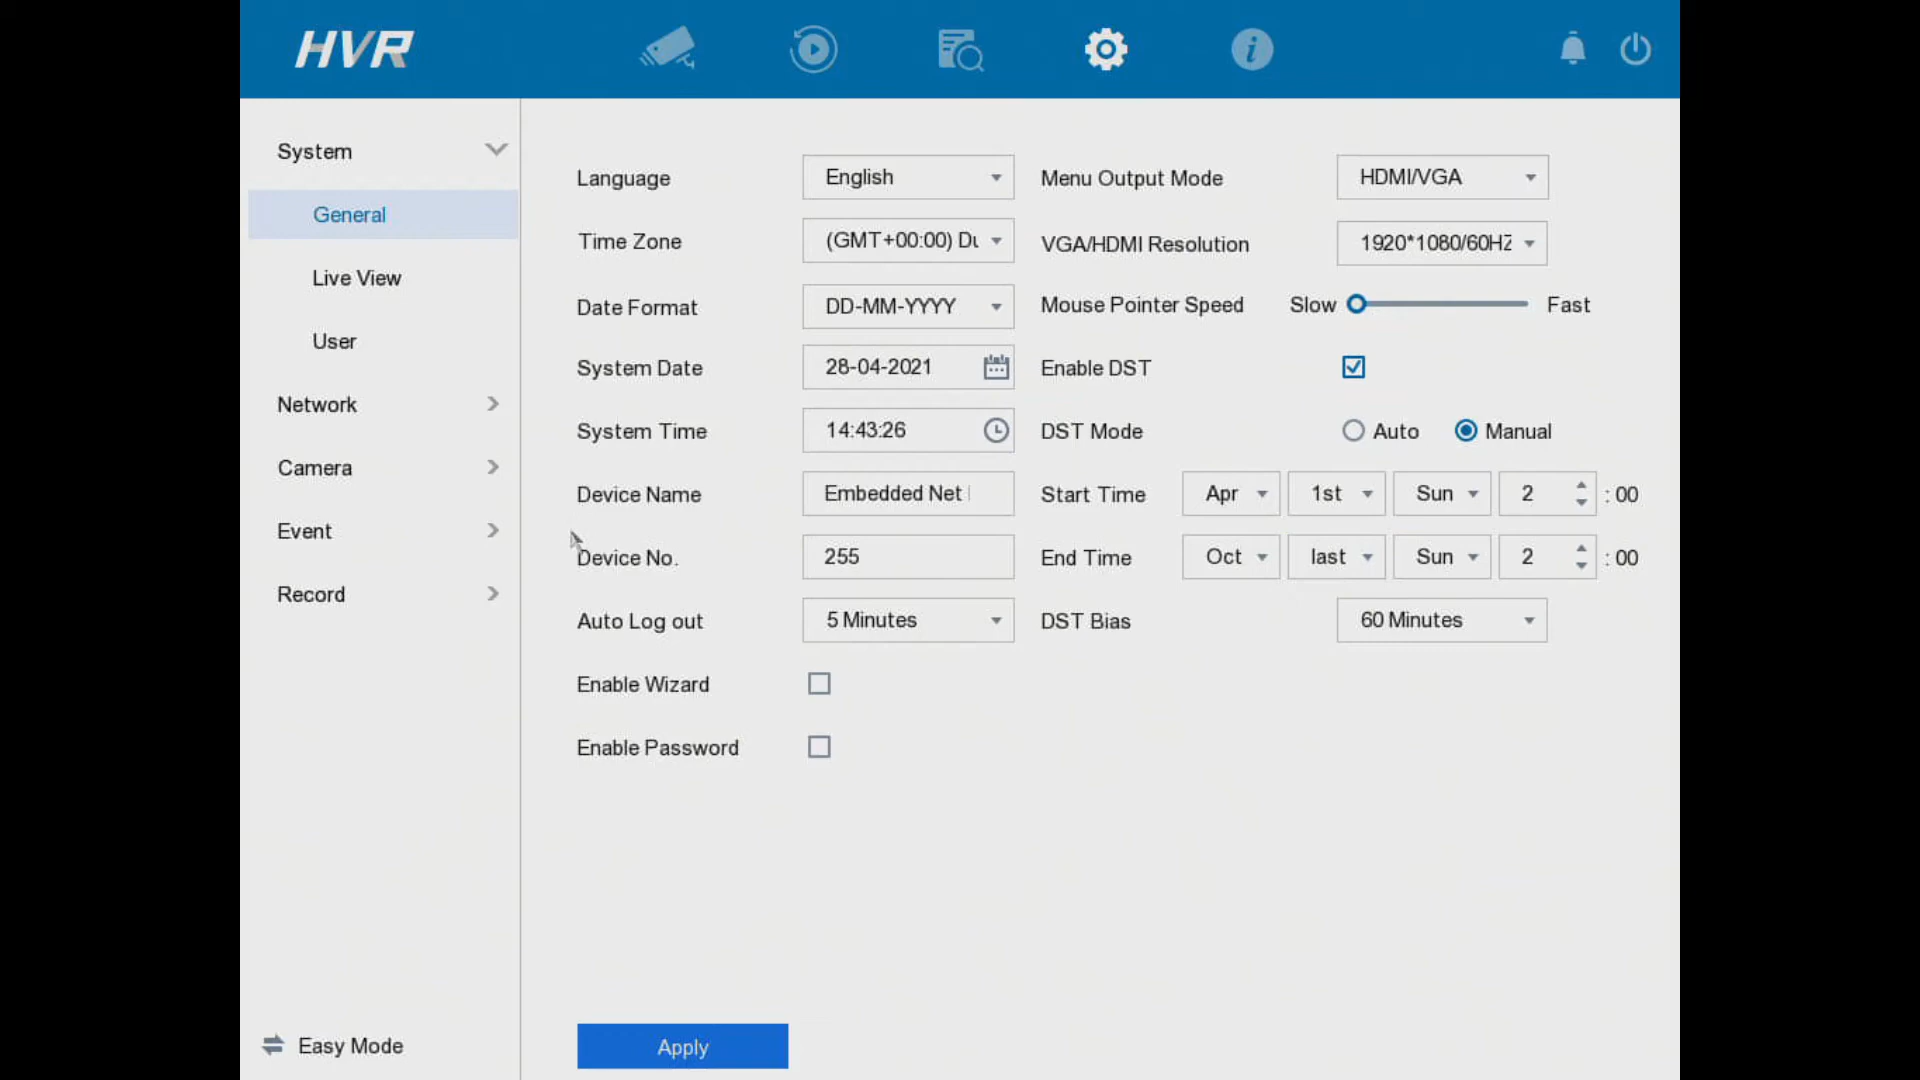 HVR
System
General
Live View
User
Network
Camera
Event
Record
Easy Mode
Language English
Time Zone (GMT+00:00) Du
Date Format DD-MM-YYYY
System Date 28-04-2021
System Time 14:43:26
Device Name Embedded Net
Device No. 255
Auto Log out 5 Minutes
Enable Wizard
Enable Password
Menu Output Mode HDMI/VGA
VGA/HDMI Resolution 1920*1080/60HZ
Mouse Pointer Speed Slow Fast
Enable DST
DST Mode Auto Manual
Start Time Apr 1st Sun 2 : 00
End Time Oct last Sun 2 : 00
DST Bias 60 Minutes
Apply